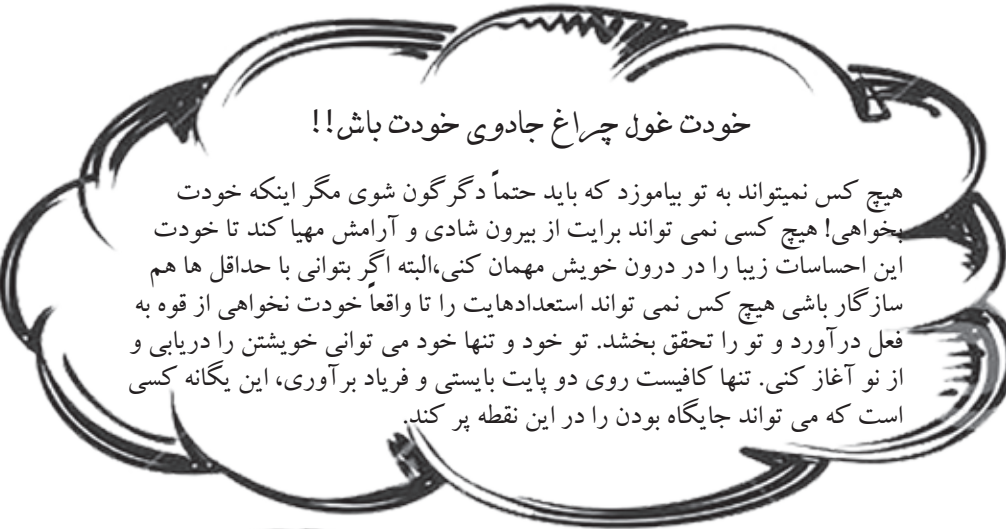 خودت غول چراغ جادوی خودت باش!!
هیچ کس نمیتواند به تو بیاموزد که باید حتماً دگرگون شوی مگر اینکه خودت
بخواهی! هیچ کسی نمی تواند برایت از بیرون شادی و آرامش مهیا کند تا خودت
این احساسات زیبا را در درون خویش مهمان کنی،البته اگر بتوانی با حداقل ها هم
سازگار باشی هیچ کس نمی تواند استعدادهایت را تا واقعاً خودت نخواهی از قوه به
فعل درآورد و تو را تحقق بخشد. تو خود و تنها خود می توانی خویشتن را دریابی و
از نو آغاز کنی. تنها کافیست روی دو پایت بایستی و فریاد برآوری، این یگانه کسی
است که می تواند جایگاه بودن را در این نقطه پر کند.